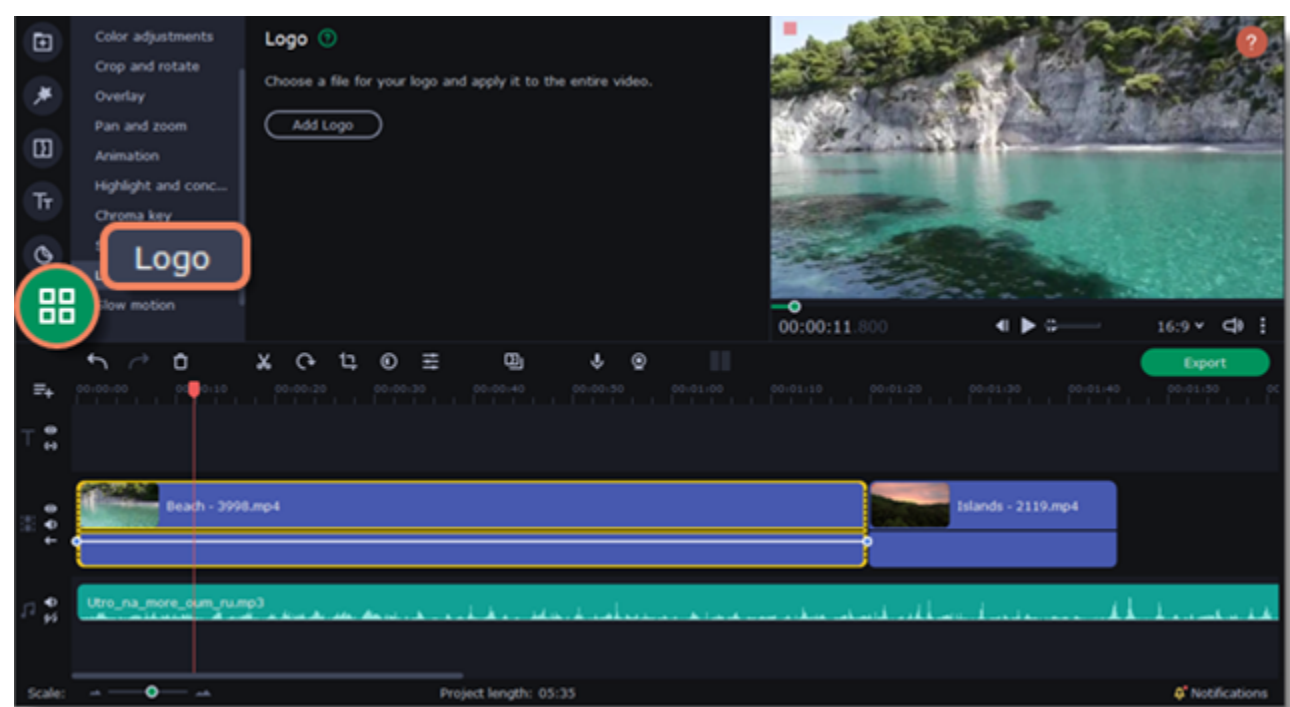 Color adjustments
Crop and rotate
Overlay
Pan and zoom
Animation
Highlight and conc...
Chroma key
Logo
Slow motion
Logo ?
Choose a file for your logo and apply it to the entire video.
Add Logo
?
00:00:11.800
16:9
Export
00:00:00 00:00:20 00:00:30 00:00:40 00:00:50 00:01:00 00:01:10 00:01:20 00:01:30 00:01:40 00:01:50
Tт
T
Beach - 3998.mp4
Islands - 2119.mp4
Utro_na_more_oum_ru.mp3
Scale:
Project length: 05:35
Notifications